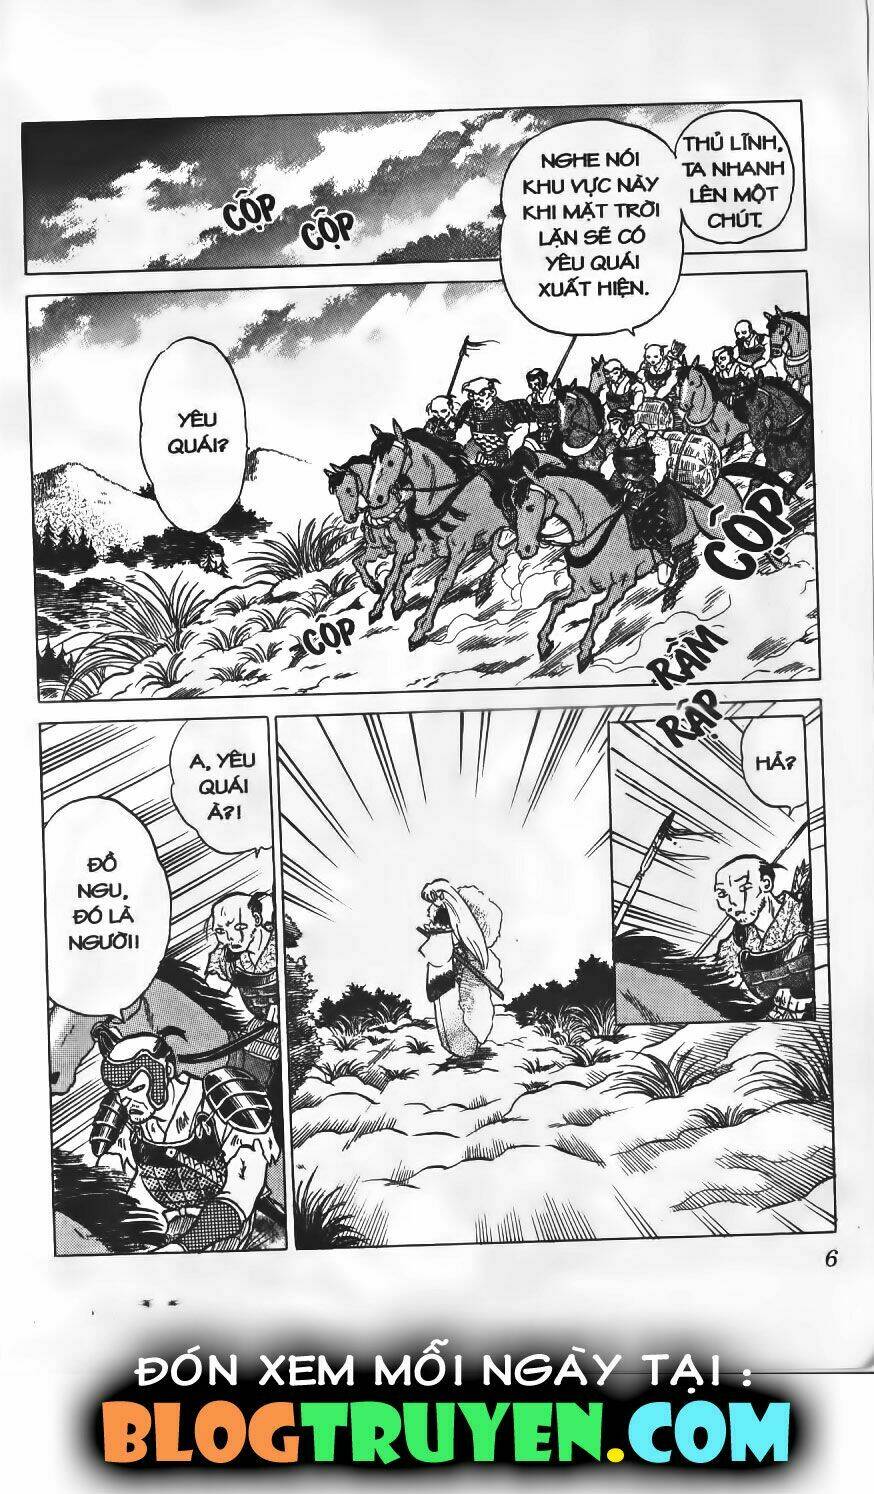 THỦ LĨNH,
TA NHANH
LÊN MỘT
CHÚT.
NGHE NÓI
KHU VỰC NÀY
KHI MẶT TRỜI
LẶN SẼ CÓ
YÊU QUÁI
XUẤT HIỆN.
CỘP
CỘP
YÊU
QUÁI?
CỘP
CỘP
RẦM
RẬP
HẢ?
A, YÊU
QUÁI
À?!
ĐỒ
NGU,
ĐÓ LÀ
NGƯỜI!
6
ĐÓN XEM MỖI NGÀY TẠI :
BLOGTRUYEN.COM